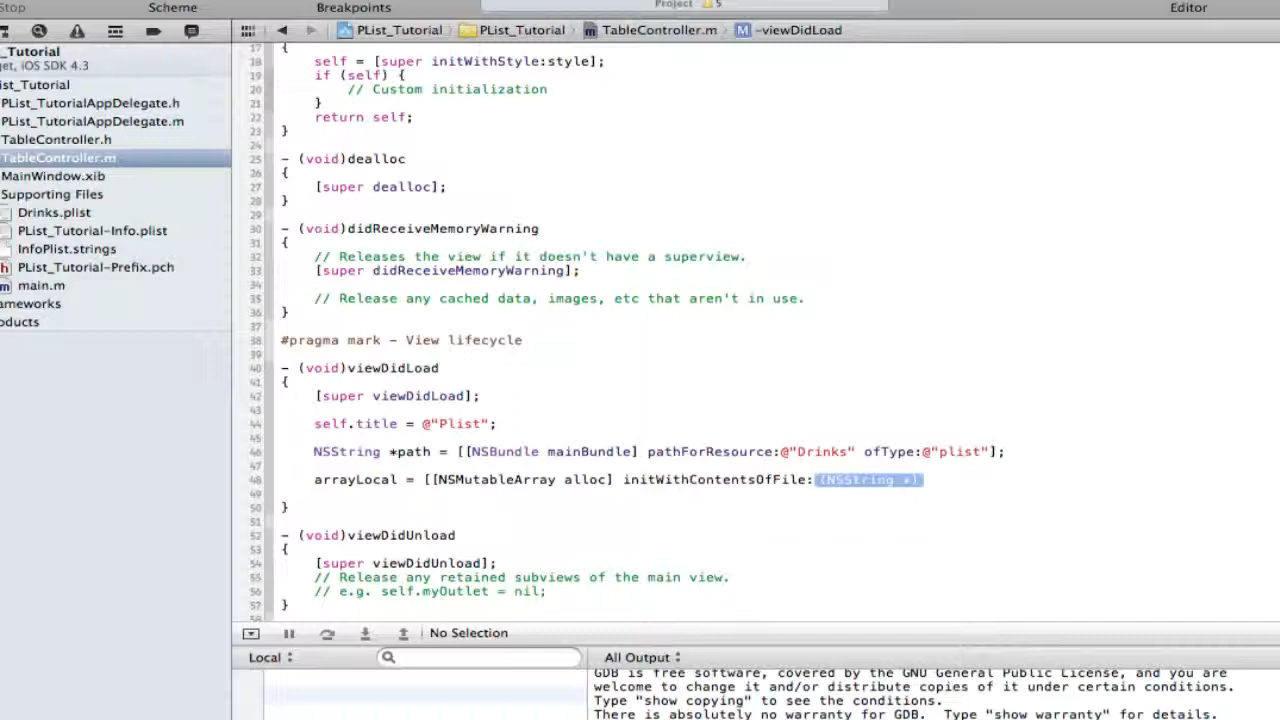 Stop
Scheme
Breakpoints
Project
5
Editor
PList_Tutorial
PList_Tutorial
TableController.m
M
-viewDidLoad
_Tutorial
get, iOS SDK 4.3
ist_Tutorial
PList_TutorialAppDelegate.h
PList_TutorialAppDelegate.m
TableController.h
TableController.m
MainWindow.xib
Supporting Files
Drinks.plist
PList_Tutorial-Info.plist
InfoPlist.strings
h PList_Tutorial-Prefix.pch
m main.m
ameworks
oducts
17 {
18 self = [super initWithStyle:style];
19 if (self) {
20 // Custom initialization
21 }
22 return self;
23 }
24
25 - (void)dealloc
26 {
27 [super dealloc];
28 }
29
30 - (void)didReceiveMemoryWarning
31 {
32 // Releases the view if it doesn't have a superview.
33 [super didReceiveMemoryWarning];
34
35 // Release any cached data, images, etc that aren't in use.
36 }
37
38 #pragma mark - View lifecycle
39
40 - (void)viewDidLoad
41 {
42 [super viewDidLoad];
43
44 self.title = @"Plist";
45
46 NSString *path = [[NSBundle mainBundle] pathForResource:@"Drinks" ofType:@"plist"];
47
48 arrayLocal = [[NSMutableArray alloc] initWithContentsOfFile:(NSString *)
49
50 }
51
52 - (void)viewDidUnload
53 {
54 [super viewDidUnload];
55 // Release any retained subviews of the main view.
56 // e.g. self.myOutlet = nil;
57 }
58
No Selection
Local
All Output
GDB is free software, covered by the GNU General Public License, and you are
welcome to change it and/or distribute copies of it under certain conditions.
Type "show copying" to see the conditions.
There is absolutely no warranty for GDB.  Type "show warranty" for details.